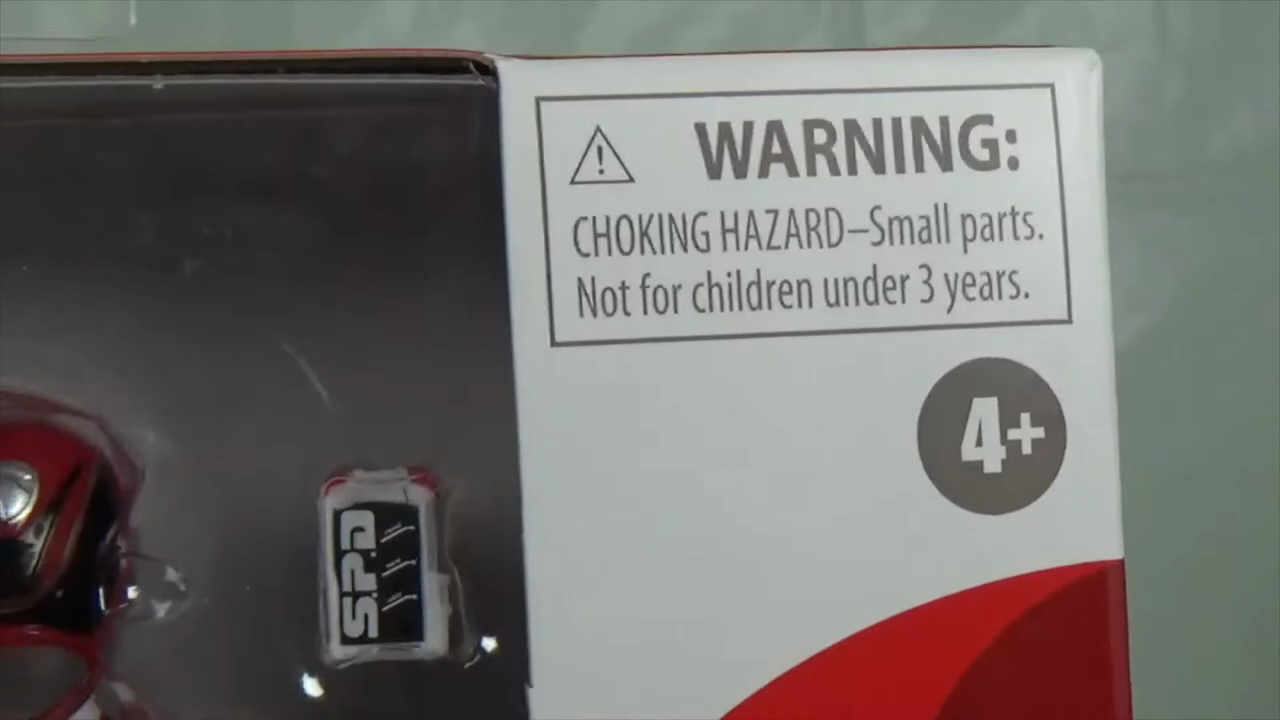 WARNING:
CHOKING HAZARD–Small parts.
Not for children under 3 years.
4+
S.P.D